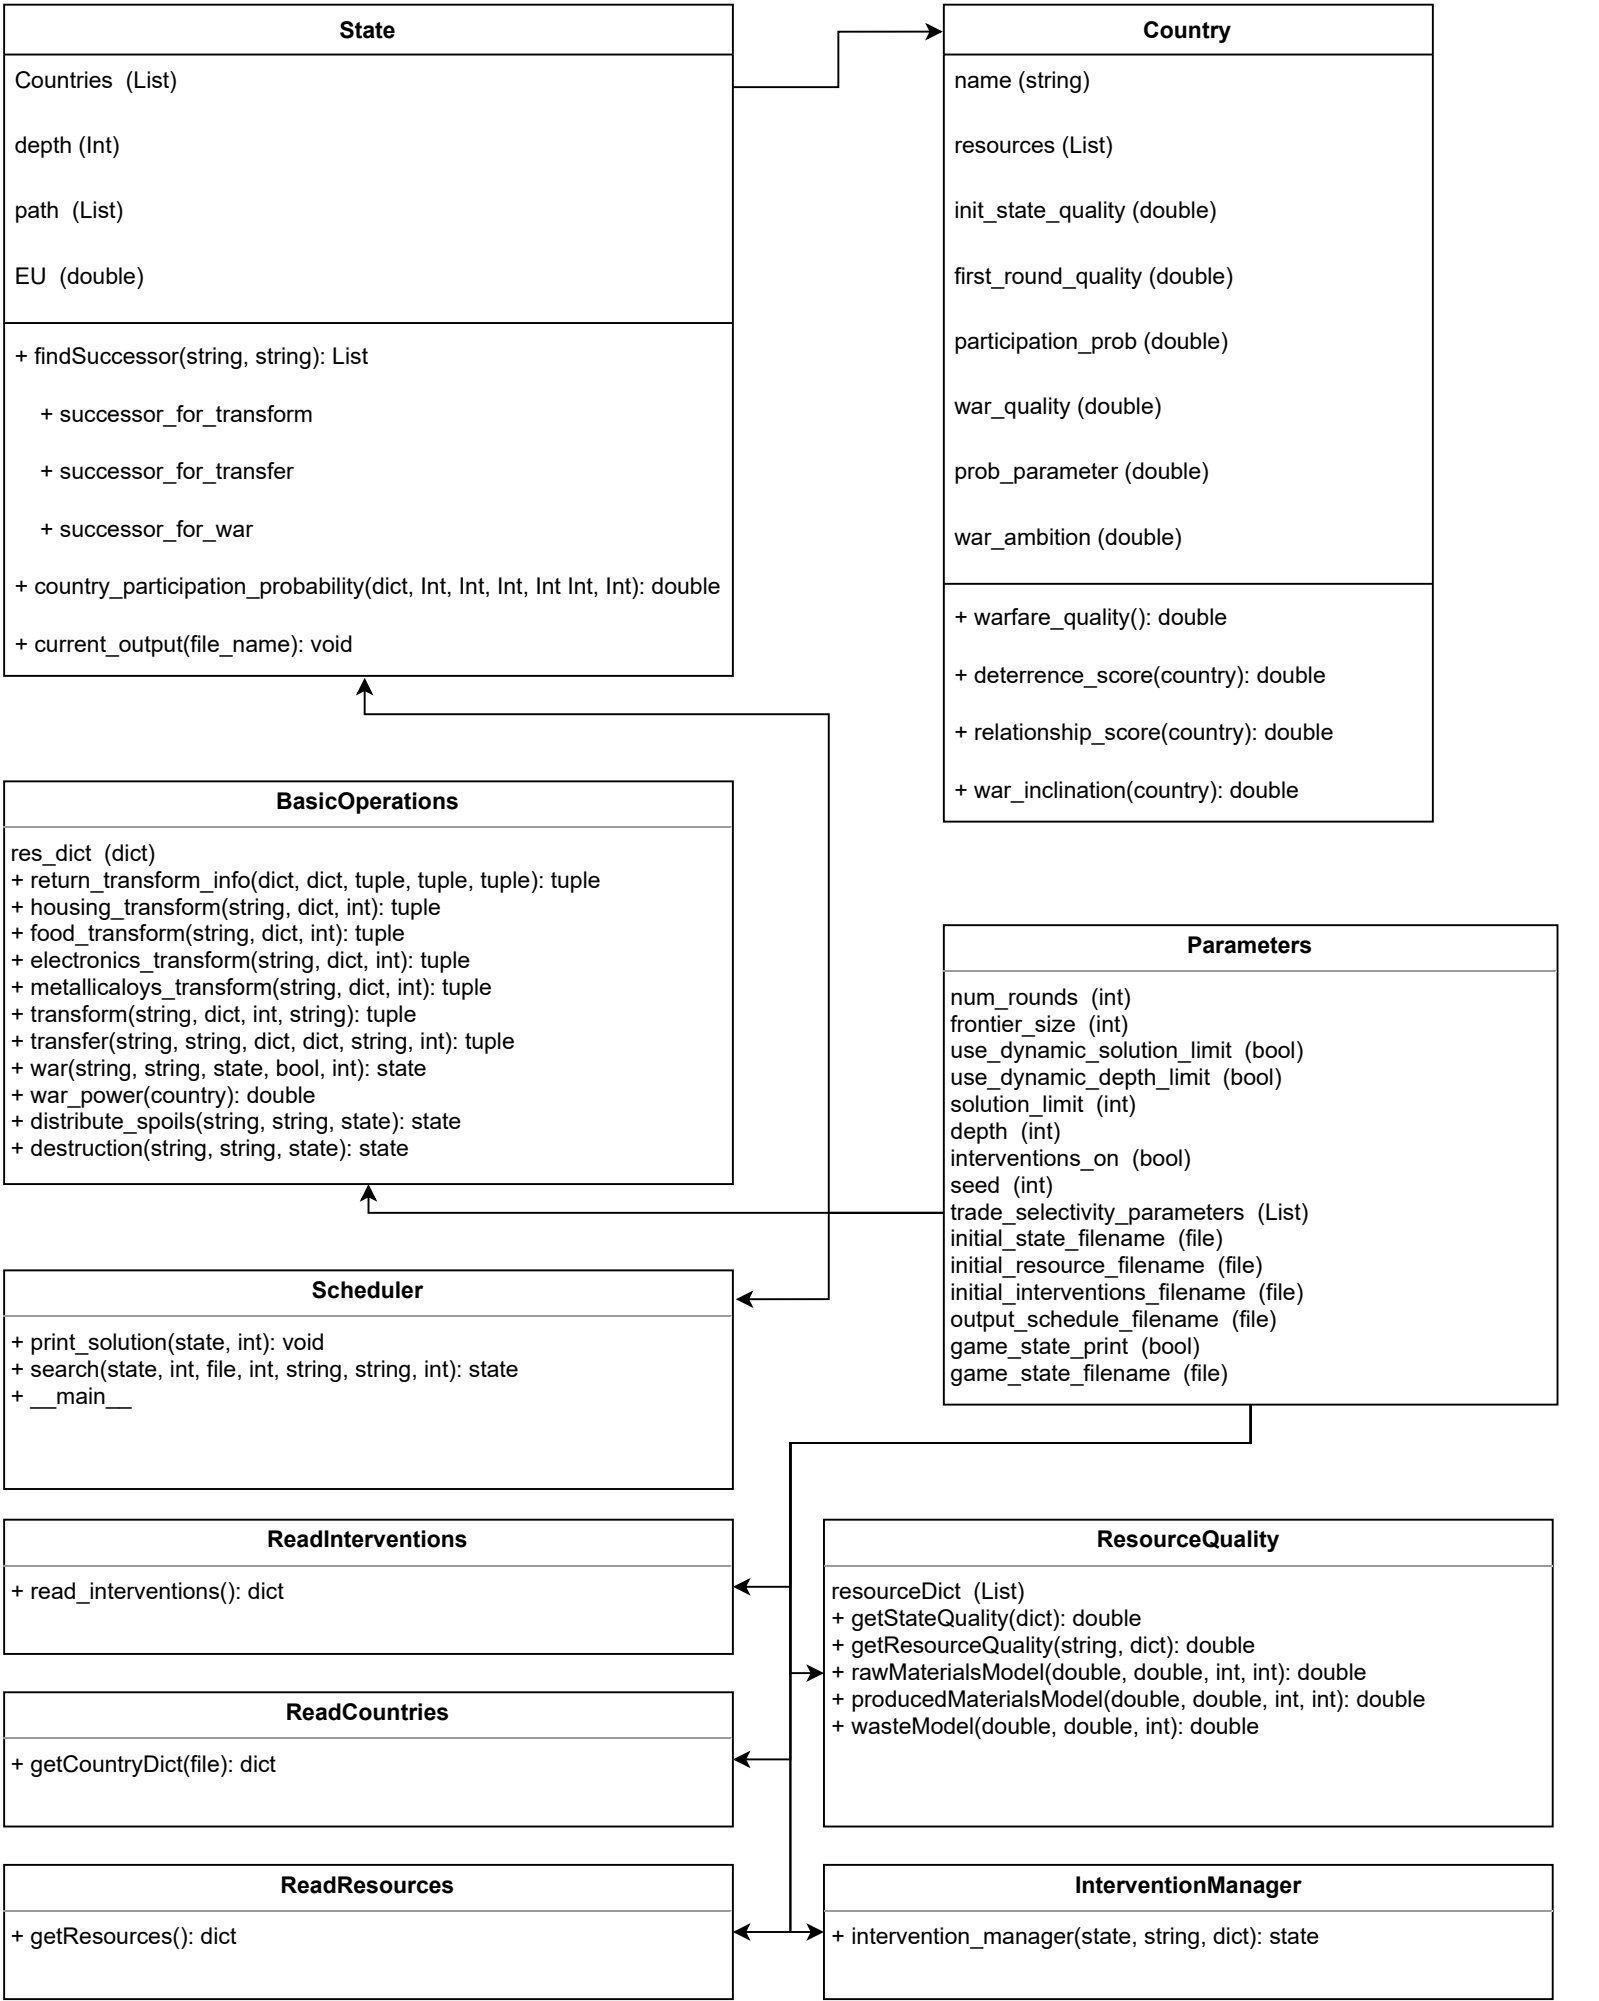 State
Countries  (List)
depth (Int)
path  (List)
EU  (double)
+ findSuccessor(string, string): List
+ successor_for_transform
+ successor_for_transfer
+ successor_for_war
+ country_participation_probability(dict, Int, Int, Int, Int Int, Int): double
+ current_output(file_name): void
Country
name (string)
resources (List)
init_state_quality (double)
first_round_quality (double)
participation_prob (double)
war_quality (double)
prob_parameter (double)
war_ambition (double)
+ warfare_quality(): double
+ deterrence_score(country): double
+ relationship_score(country): double
+ war_inclination(country): double
BasicOperations
res_dict  (dict)
+ return_transform_info(dict, dict, tuple, tuple, tuple): tuple
+ housing_transform(string, dict, int): tuple
+ food_transform(string, dict, int): tuple
+ electronics_transform(string, dict, int): tuple
+ metallicaloys_transform(string, dict, int): tuple
+ transform(string, dict, int, string): tuple
+ transfer(string, string, dict, dict, string, int): tuple
+ war(string, string, state, bool, int): state
+ war_power(country): double
+ distribute_spoils(string, string, state): state
+ destruction(string, string, state): state
Parameters
num_rounds  (int)
frontier_size  (int)
use_dynamic_solution_limit  (bool)
use_dynamic_depth_limit  (bool)
solution_limit  (int)
depth  (int)
interventions_on  (bool)
seed  (int)
trade_selectivity_parameters  (List)
initial_state_filename  (file)
initial_resource_filename  (file)
initial_interventions_filename  (file)
output_schedule_filename  (file)
game_state_print  (bool)
game_state_filename  (file)
Scheduler
+ print_solution(state, int): void
+ search(state, int, file, int, string, string, int): state
+ __main__
ReadInterventions
+ read_interventions(): dict
ResourceQuality
resourceDict  (List)
+ getStateQuality(dict): double
+ getResourceQuality(string, dict): double
+ rawMaterialsModel(double, double, int, int): double
+ producedMaterialsModel(double, double, int, int): double
+ wasteModel(double, double, int): double
ReadCountries
+ getCountryDict(file): dict
ReadResources
+ getResources(): dict
InterventionManager
+ intervention_manager(state, string, dict): state